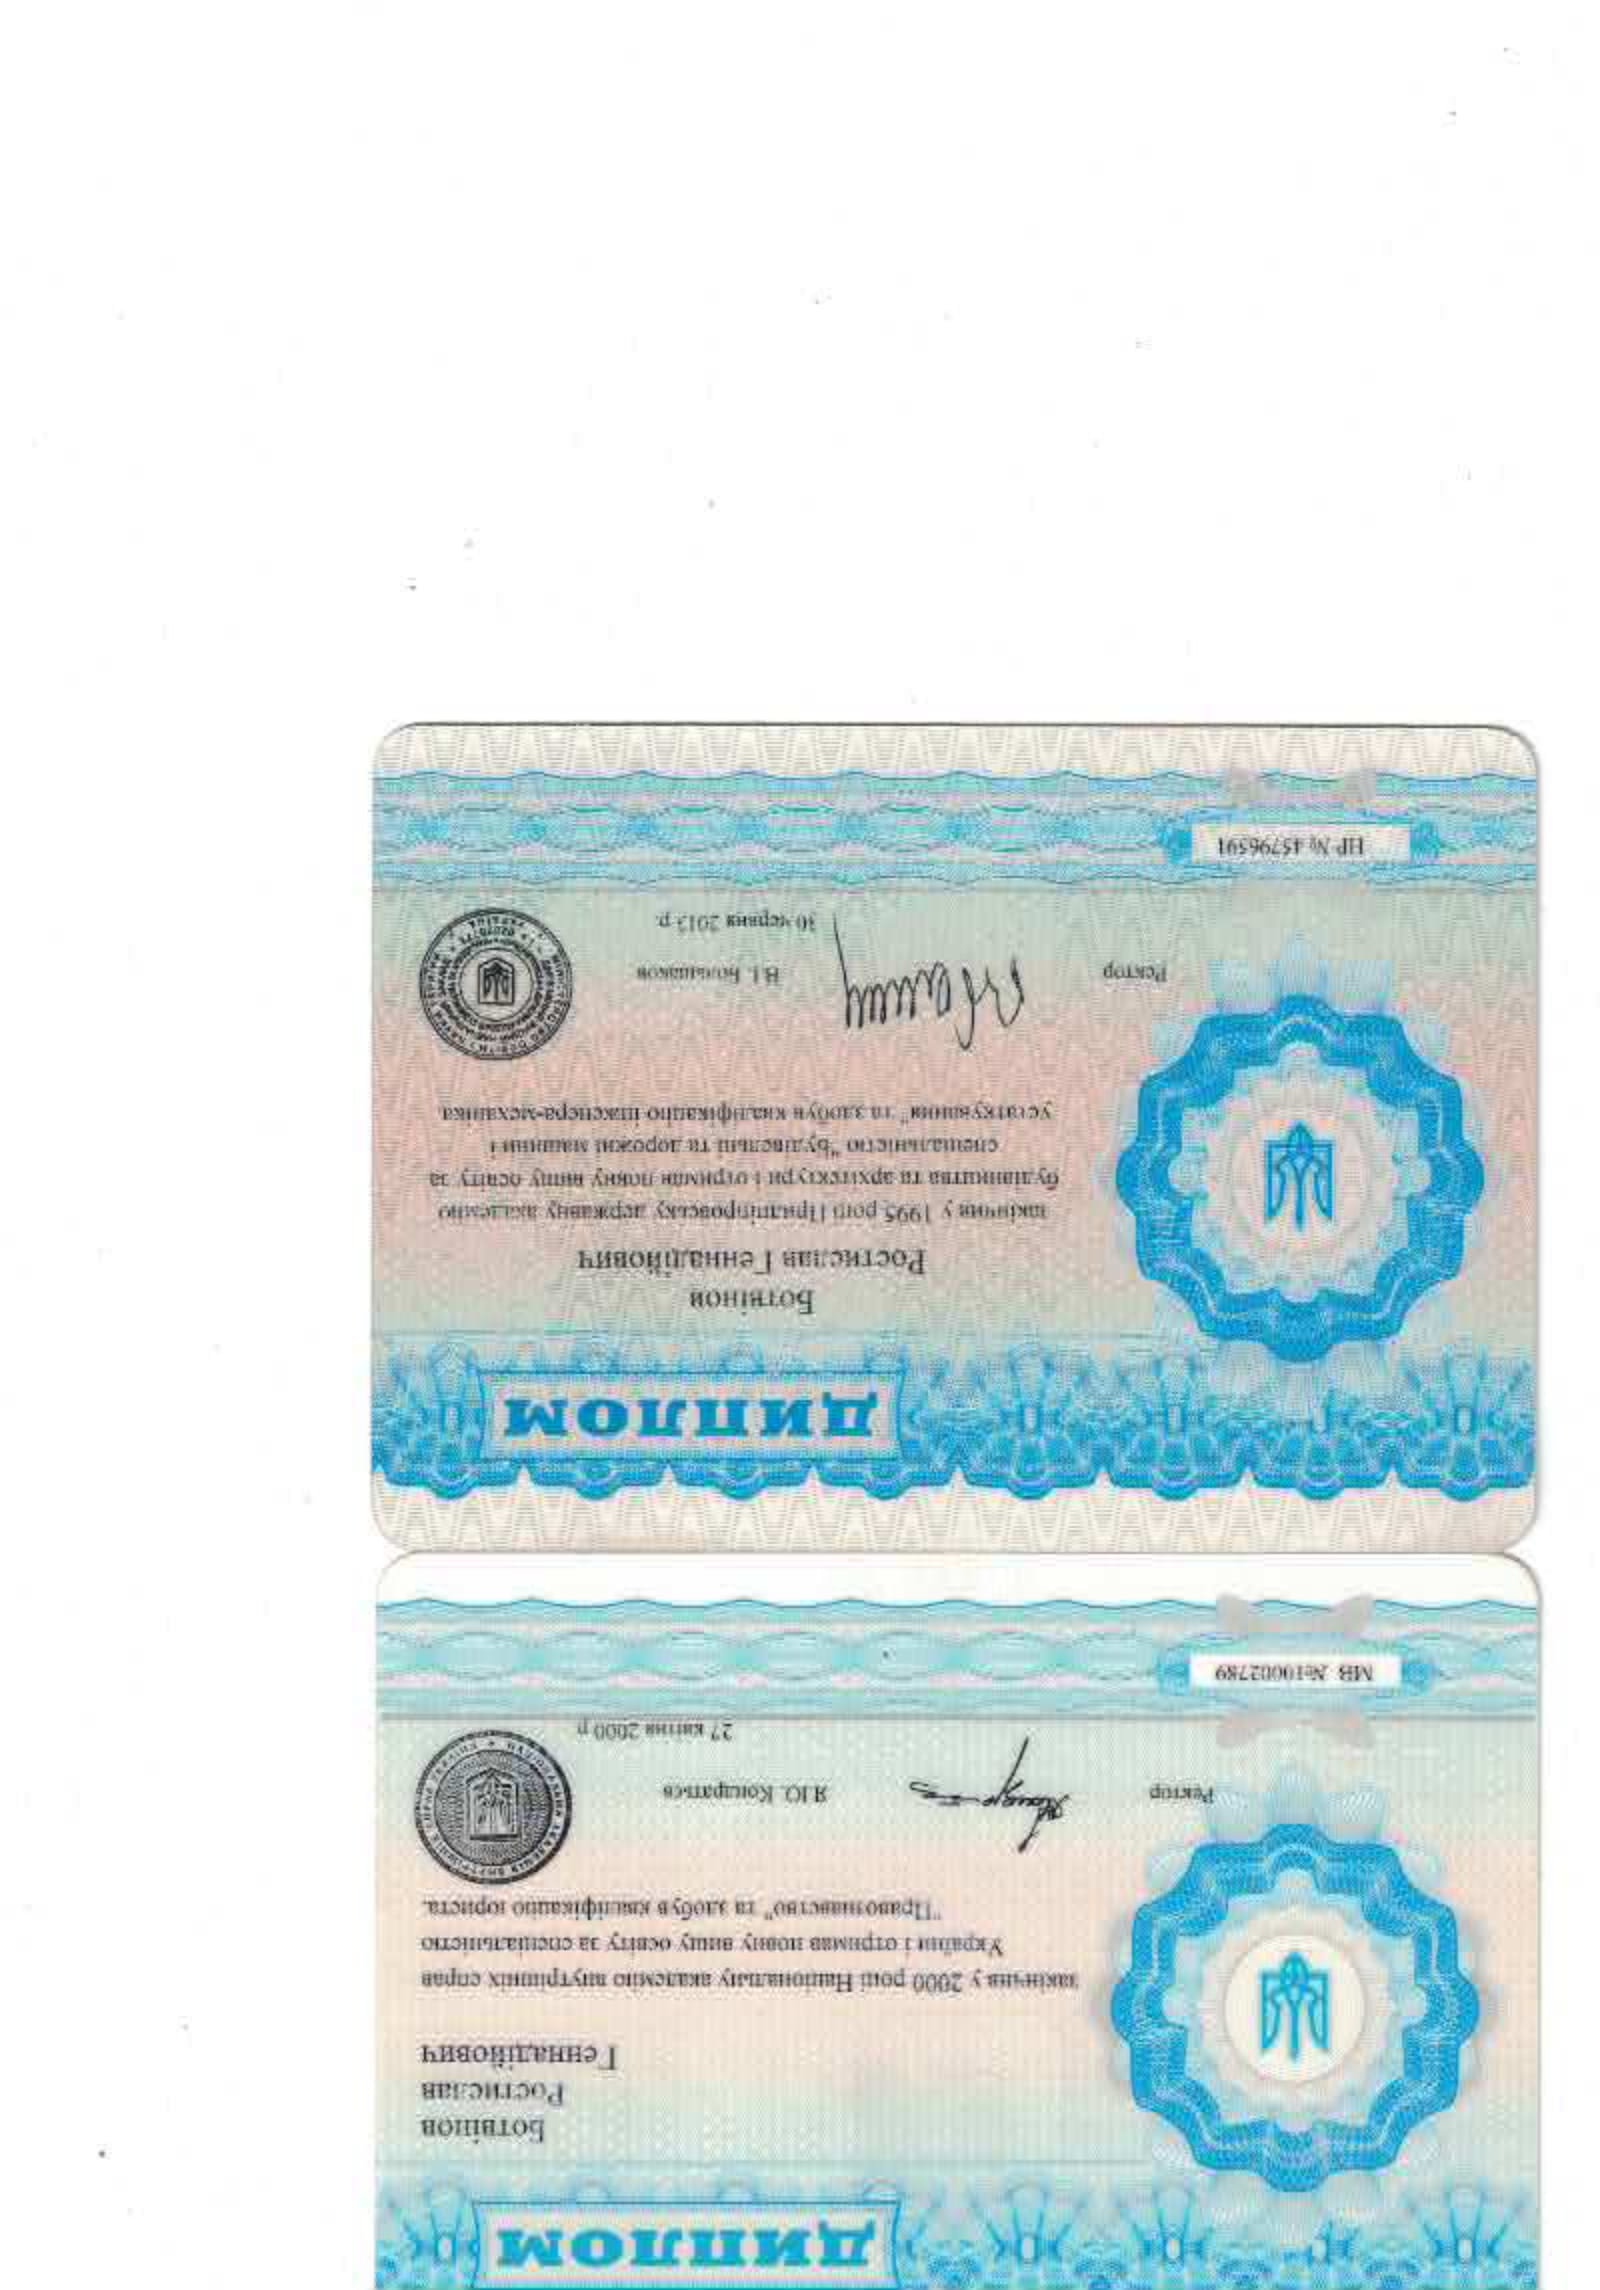 ДИПЛОМ
Ботвінов
Ростислав
Геннадійович
закінчив у 2000 році Національну академію внутрішніх справ
України і отримав повну вищу освіту за спеціальністю
"Правознавство" та здобув кваліфікацію юриста.
Ректор
Я.Ю. Кондратьєв
27 квітня 2000 р
МВ №10002789
ДИПЛОМ
Ботвінов
Ростислав Геннадійович
закінчив у 1995 році Придніпровську державну академію
будівництва та архітектури і отримав повну вищу освіту за
спеціальністю "Будівельні та дорожні машини і
устаткування" та здобув кваліфікацію інженера-механіка.
Ректор
В.І. Большаков
30 червня 2013 р.
НР № 45796591